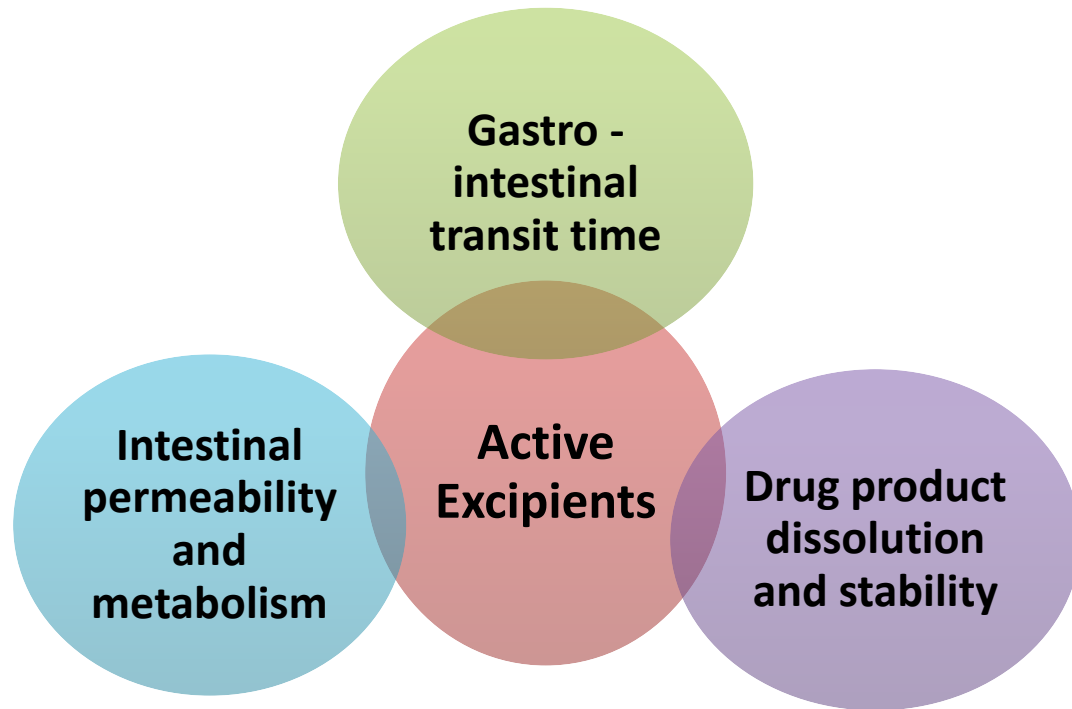 Gastro -
intestinal
transit time
Intestinal
permeability
and
metabolism
Active
Excipients
Drug product
dissolution
and stability